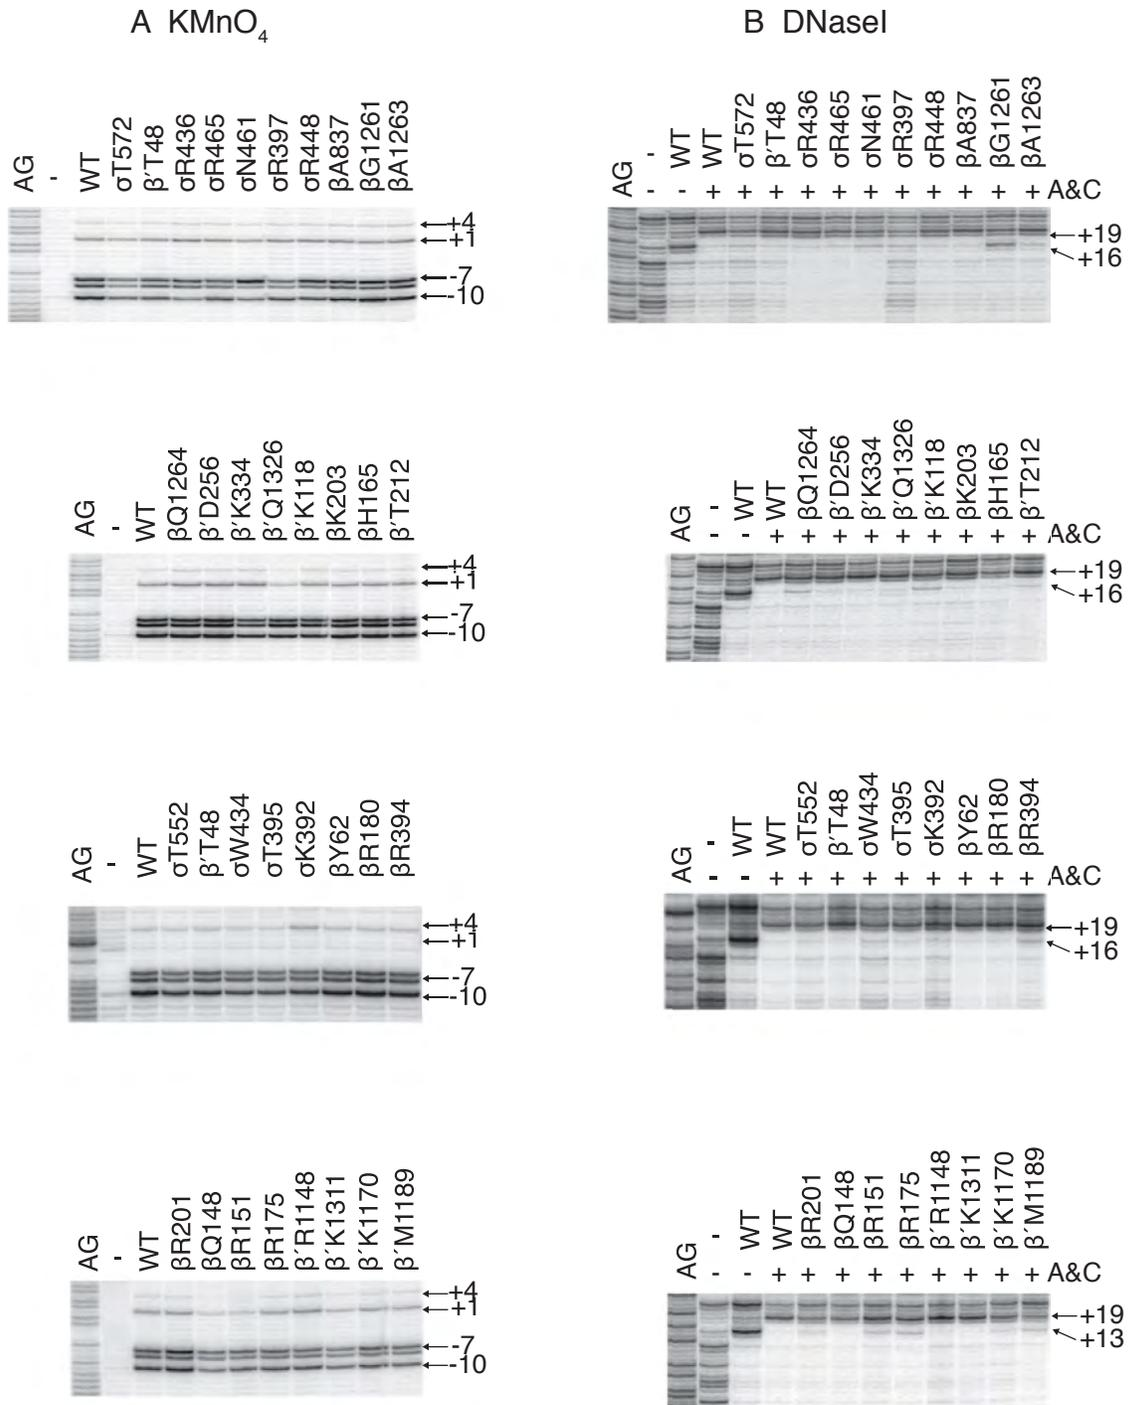 A KMnO4
B DNaseI
AG - WT σT572 β′T48 σR436 σR465 σN461 σR397 σR448 βA837 βG1261 βA1263
+4
+1
-7
-10
AG - WT WT σT572 β′T48 σR436 σR465 σN461 σR397 σR448 βA837 βG1261 βA1263
- - + + + + + + + + + + + A&C
+19
+16
AG - WT βQ1264 β′D256 β′K334 β′Q1326 β′K118 βK203 βH165 β′T212
+4
+1
-7
-10
AG - WT WT βQ1264 β′D256 β′K334 β′Q1326 β′K118 βK203 βH165 β′T212
- - + + + + + + + + + A&C
+19
+16
AG - WT σT552 β′T48 σW434 σT395 σK392 βY62 βR180 βR394
+4
+1
-7
-10
AG - WT WT σT552 β′T48 σW434 σT395 σK392 βY62 βR180 βR394
- - + + + + + + + + + A&C
+19
+16
AG - WT βR201 βQ148 βR151 βR175 β′R1148 β′K1311 β′K1170 β′M1189
+4
+1
-7
-10
AG - WT WT βR201 βQ148 βR151 βR175 β′R1148 β′K1311 β′K1170 β′M1189
- - + + + + + + + + + A&C
+19
+13